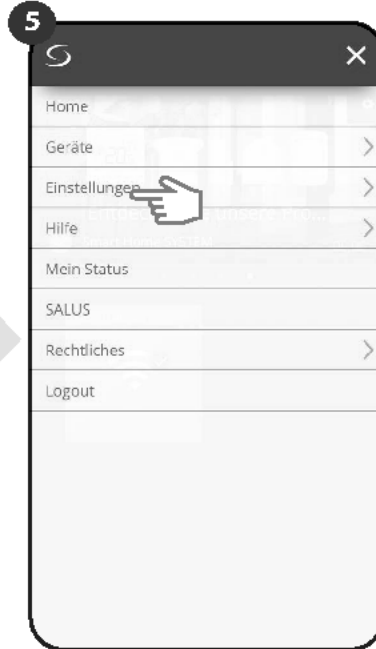 5
Home
Geräte
Einstellungen
Hilfe
Mein Status
SALUS
Rechtliches
Logout